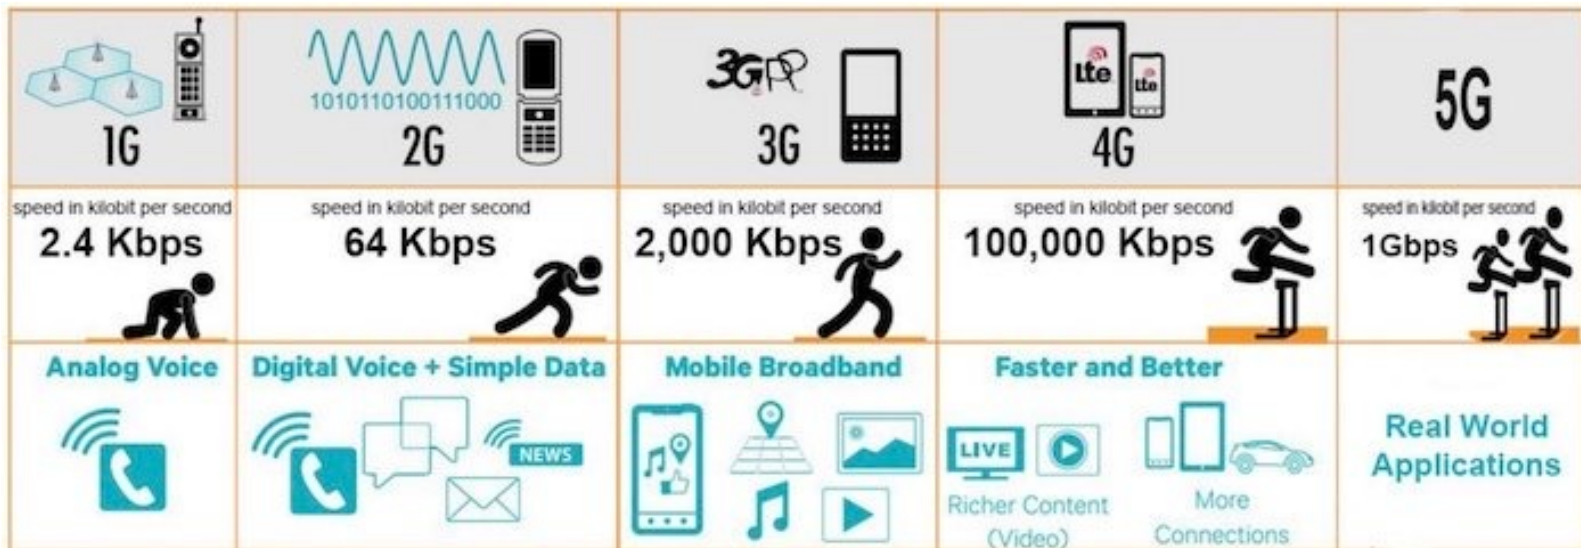 1G
1010110100111000
2G
3GPP
3G
Lte
Lte
4G
5G
speed in kilobit per second
2.4 Kbps
speed in kilobit per second
64 Kbps
speed in kilobit per second
2,000 Kbps
speed in kilobit per second
100,000 Kbps
speed in kilobit per second
1Gbps
Analog Voice
Digital Voice + Simple Data
NEWS
Mobile Broadband
Faster and Better
LIVE
Richer Content
(Video)
More
Connections
Real World
Applications